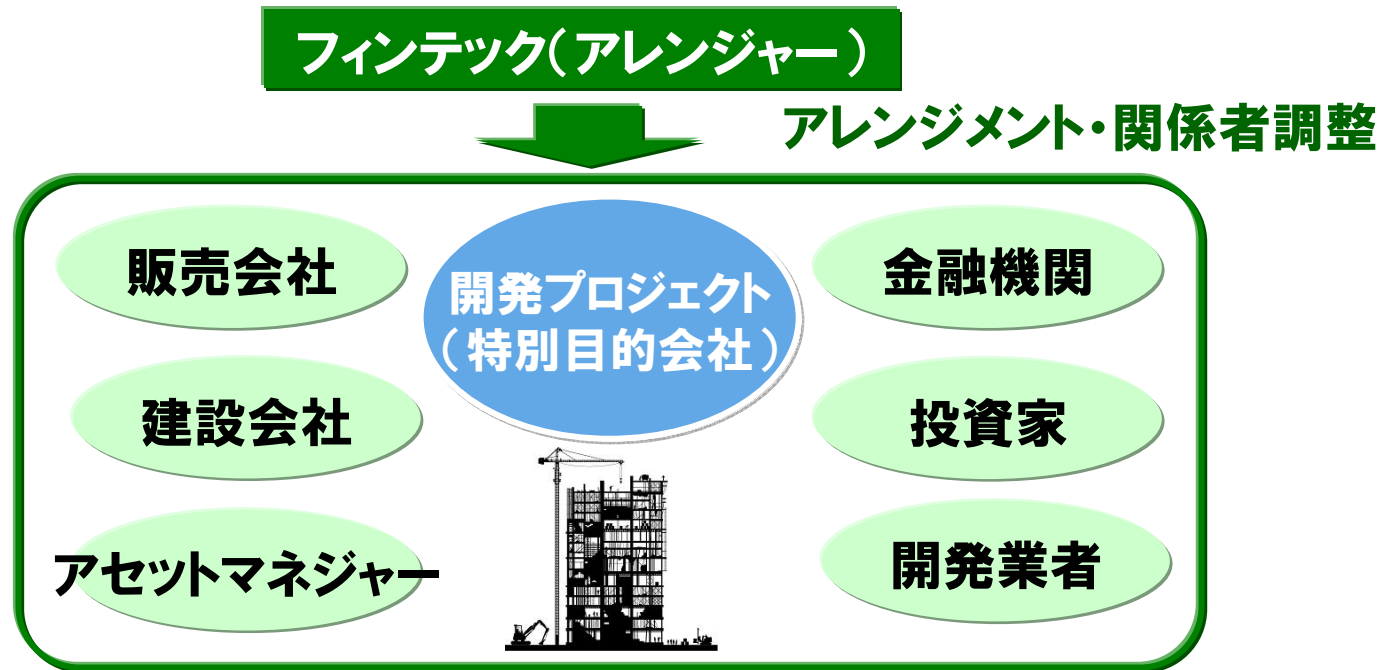 フィンテック(アレンジャー)
アレンジメント・関係者調整
販売会社
開発プロジェクト
(特別目的会社)
金融機関
建設会社
投資家
アセットマネジャー
開発業者